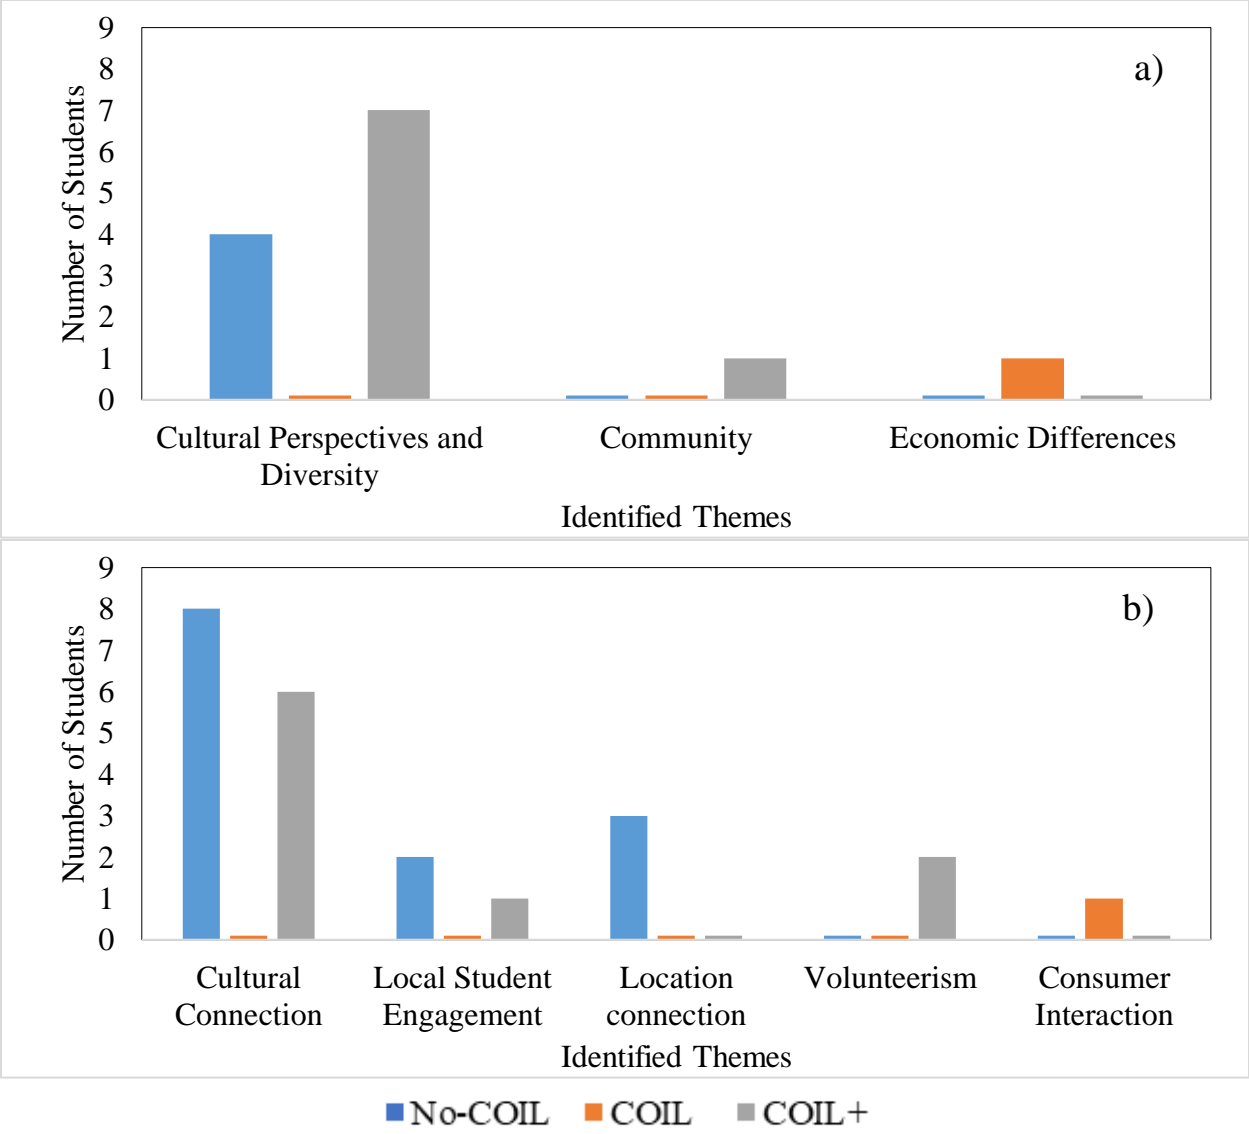 a)
Number of Students
9
8
7
6
5
4
3
2
1
0
Cultural Perspectives and
Diversity
Community
Economic Differences
Identified Themes
b)
Number of Students
9
8
7
6
5
4
3
2
1
0
Cultural
Connection
Local Student
Engagement
Location
connection
Volunteerism
Consumer
Interaction
Identified Themes
No-COIL COIL COIL+